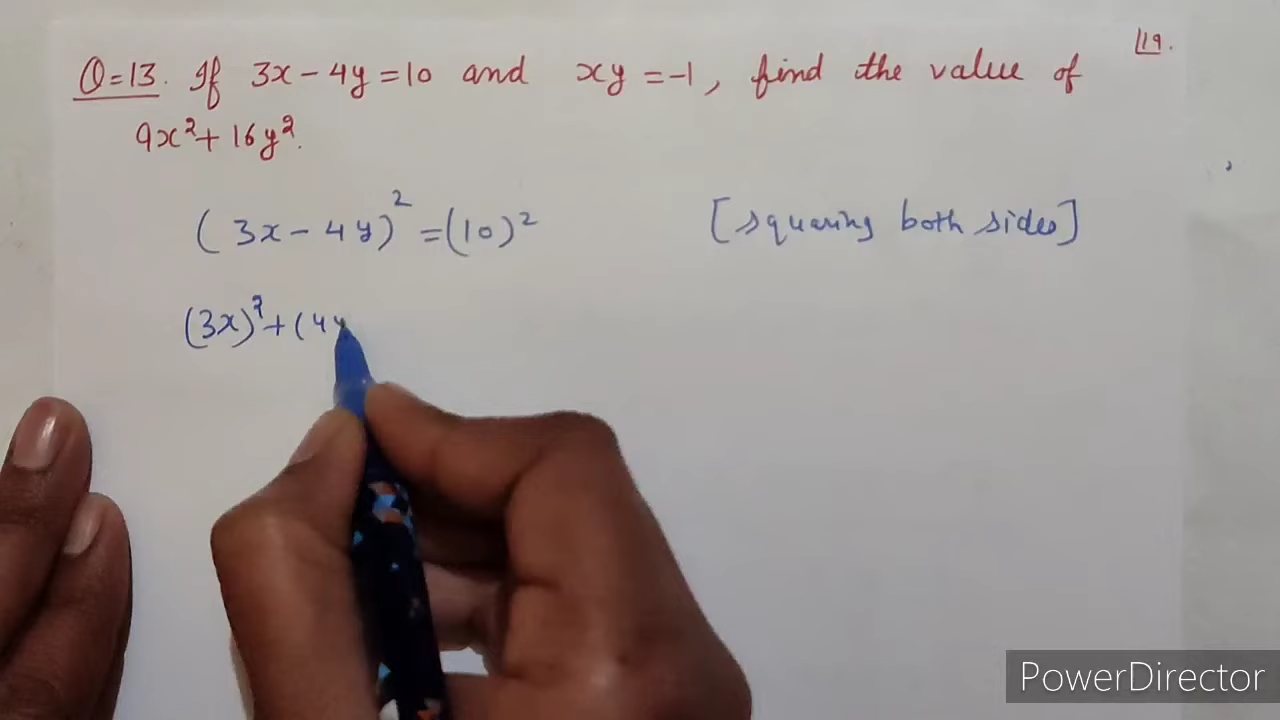 119.
Q=13. If 3x - 4y = 10 and xy = -1, find the value of
9x² + 16y².
(3x - 4y)² = (10)² [squaring both sides]
(3x)² + (4y
PowerDirector